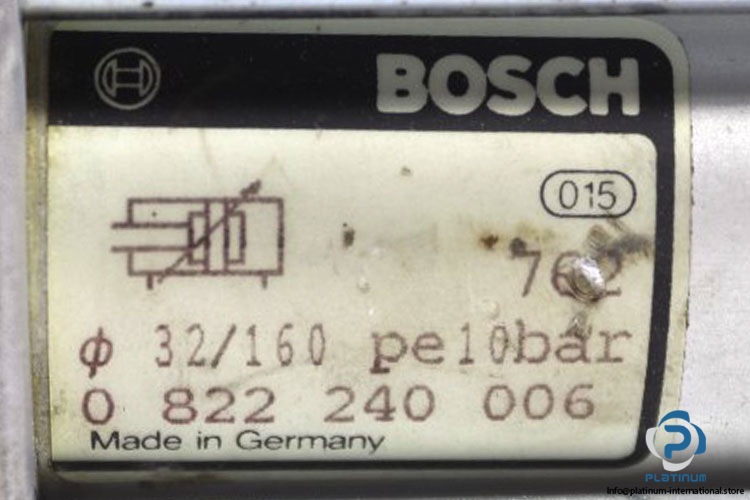 BOSCH
015
762
ϕ 32/160 pe10bar
0 822 240 006
Made in Germany
PLATINUM
info@platinum-international.store